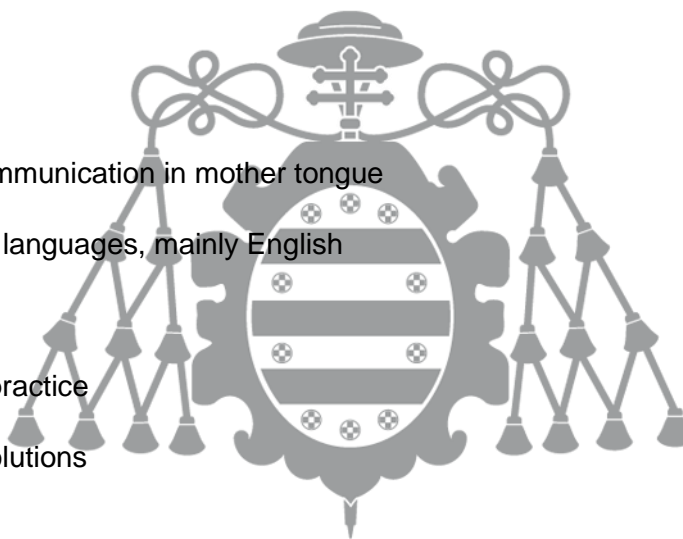 mmunication in mother tongue
languages, mainly English
practice
olutions